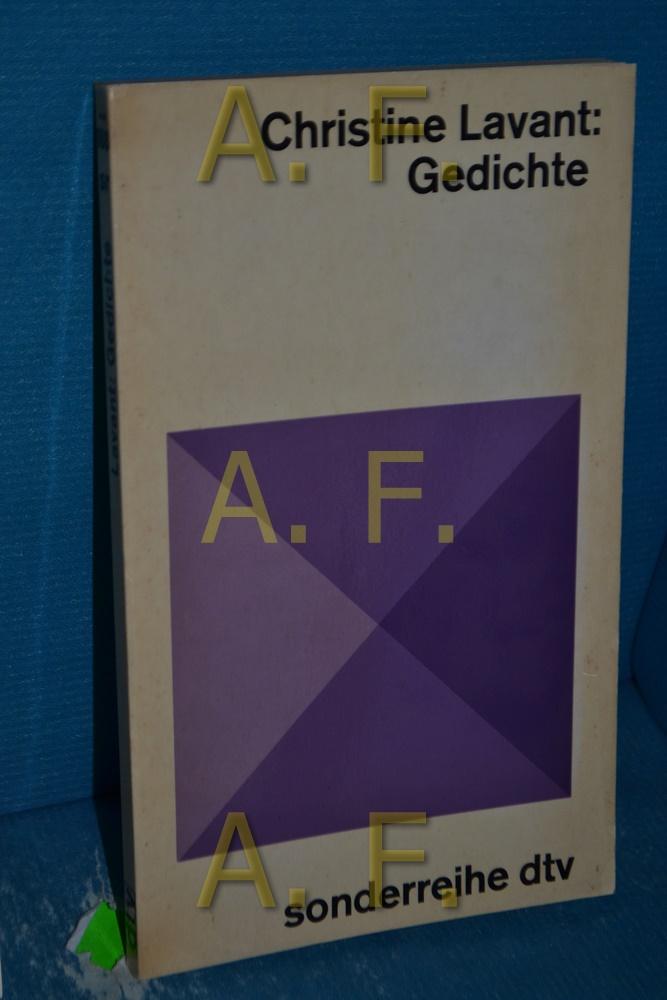 Christine Lavant:
Gedichte
Lavant: Gedichte
sonderreihe dtv
A. F.
A. F.
A. F.